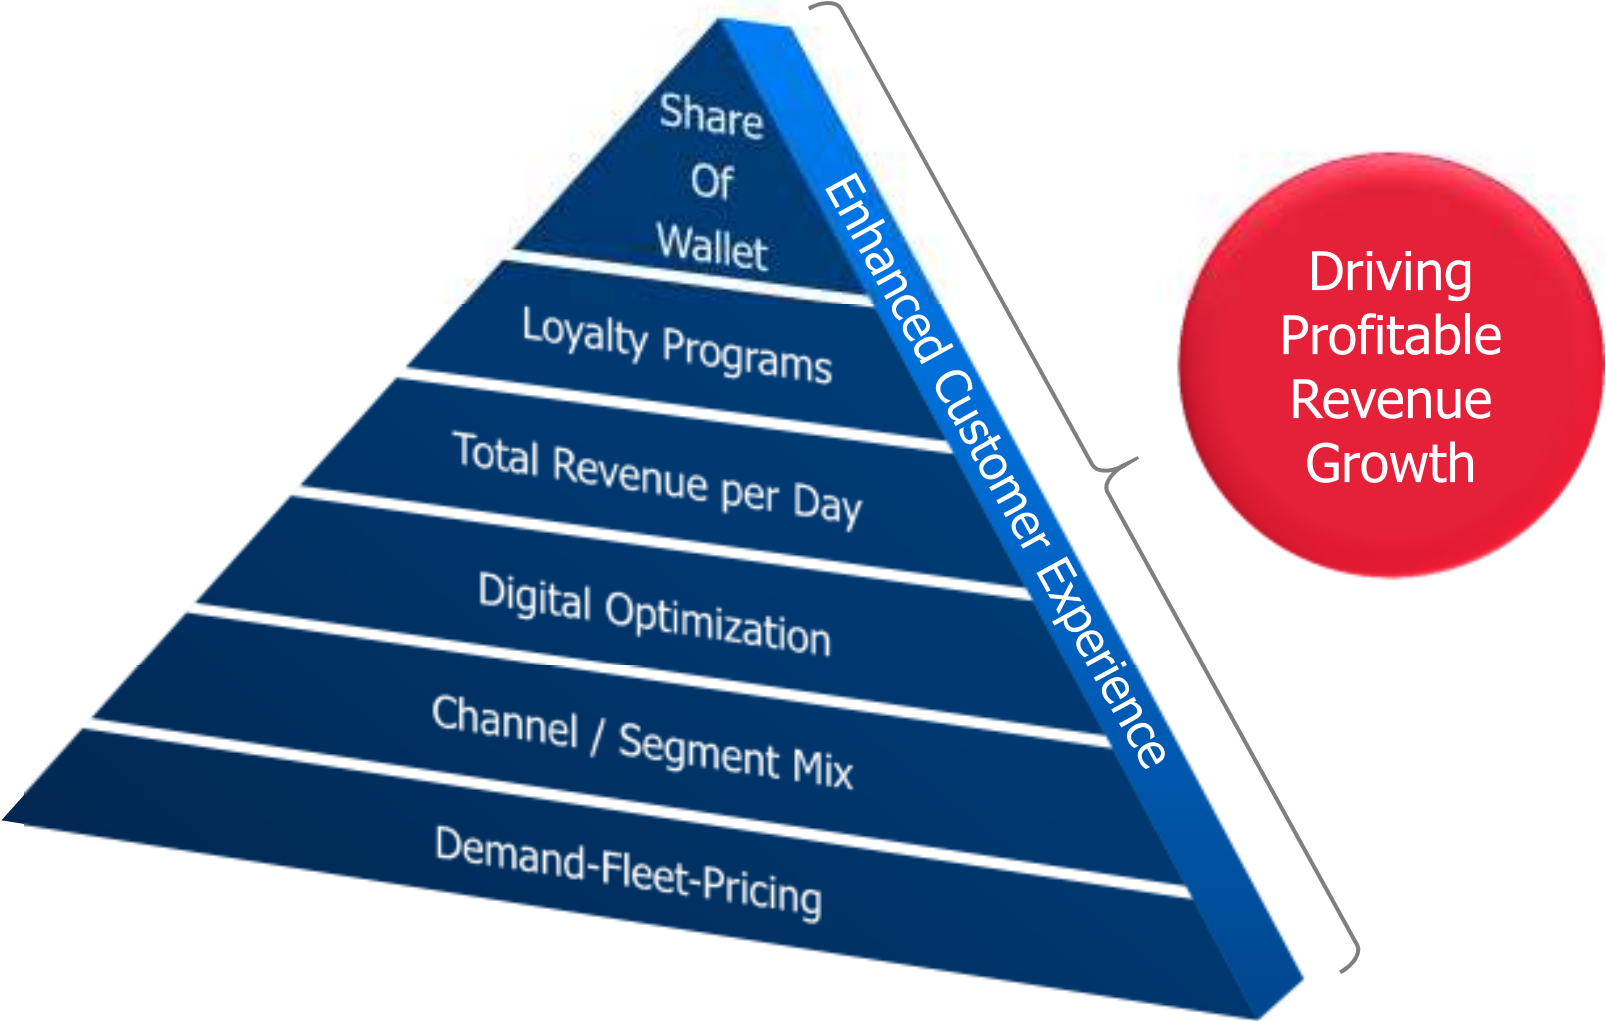 Share
Of
Wallet
Loyalty Programs
Total Revenue per Day
Digital Optimization
Channel / Segment Mix
Demand-Fleet-Pricing
Enhanced Customer Experience
Driving
Profitable
Revenue
Growth